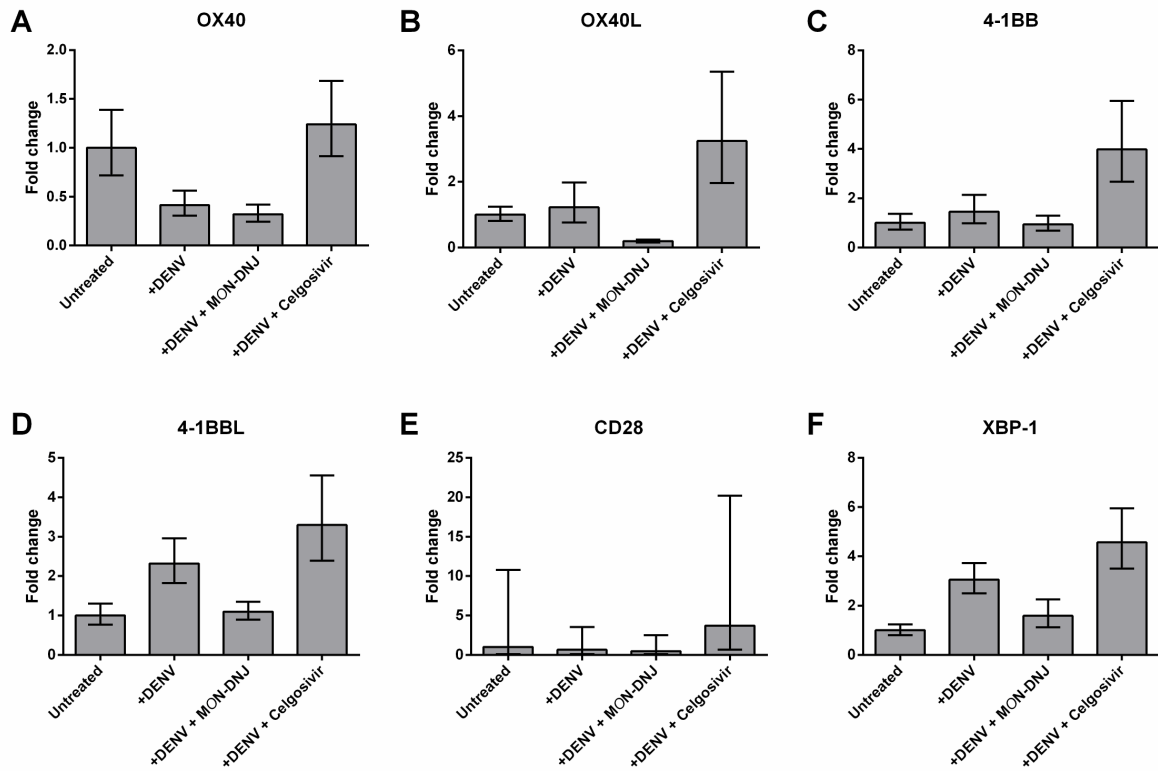 A
OX40
Fold change
2.0
1.5
1.0
0.5
0.0
Untreated
+DENV
+DENV + MON-DNJ
+DENV + Celgosivir
B
OX40L
Fold change
6
4
2
0
Untreated
+DENV
+DENV + MON-DNJ
+DENV + Celgosivir
C
4-1BB
Fold change
8
6
4
2
0
Untreated
+DENV
+DENV + MON-DNJ
+DENV + Celgosivir
D
4-1BBL
Fold change
5
4
3
2
1
0
Untreated
+DENV
+DENV + MON-DNJ
+DENV + Celgosivir
E
CD28
Fold change
25
20
15
10
5
0
Untreated
+DENV
+DENV + MON-DNJ
+DENV + Celgosivir
F
XBP-1
Fold change
8
6
4
2
0
Untreated
+DENV
+DENV + MON-DNJ
+DENV + Celgosivir